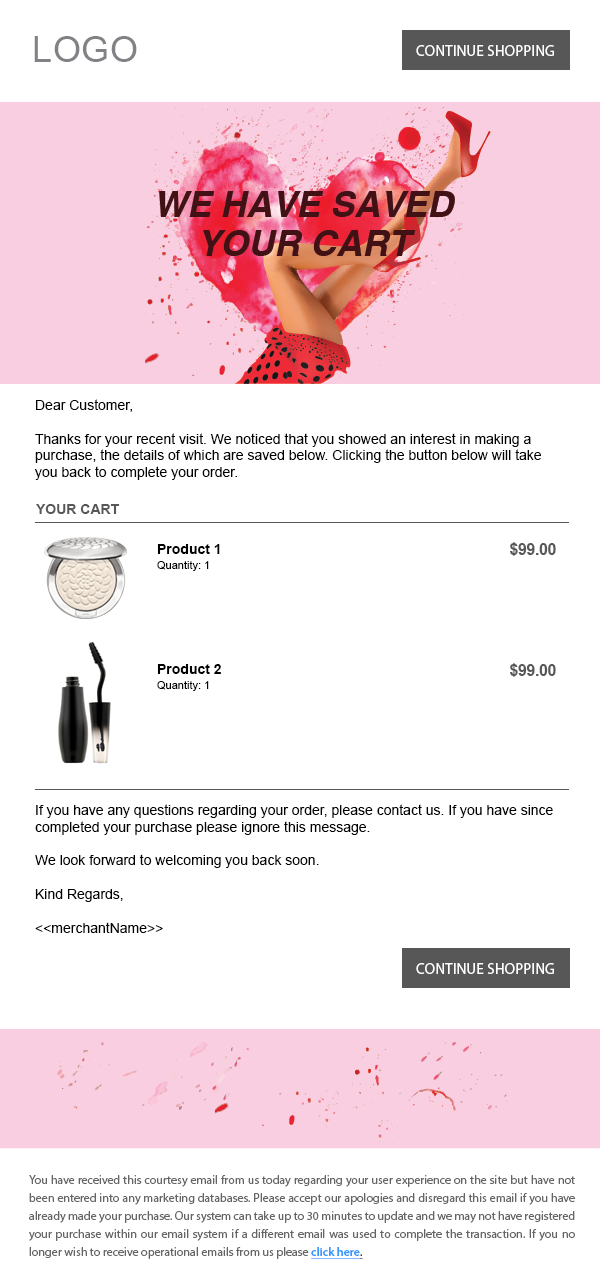 LOGO
CONTINUE SHOPPING
WE HAVE SAVED
YOUR CART
Dear Customer,
Thanks for your recent visit. We noticed that you showed an interest in making a
purchase, the details of which are saved below. Clicking the button below will take
you back to complete your order.
YOUR CART
Product 1
$99.00
Quantity: 1
Product 2
$99.00
Quantity: 1
If you have any questions regarding your order, please contact us. If you have since
completed your purchase please ignore this message.
We look forward to welcoming you back soon.
Kind Regards,
<<merchantName>>
CONTINUE SHOPPING
You have received this courtesy email from us today regarding your user experience on the site but have not
been entered into any marketing databases. Please accept our apologies and disregard this email if you have
already made your purchase. Our system can take up to 30 minutes to update and we may not have registered
your purchase within our email system if a different email was used to complete the transaction. If you no
longer wish to receive operational emails from us please click here.